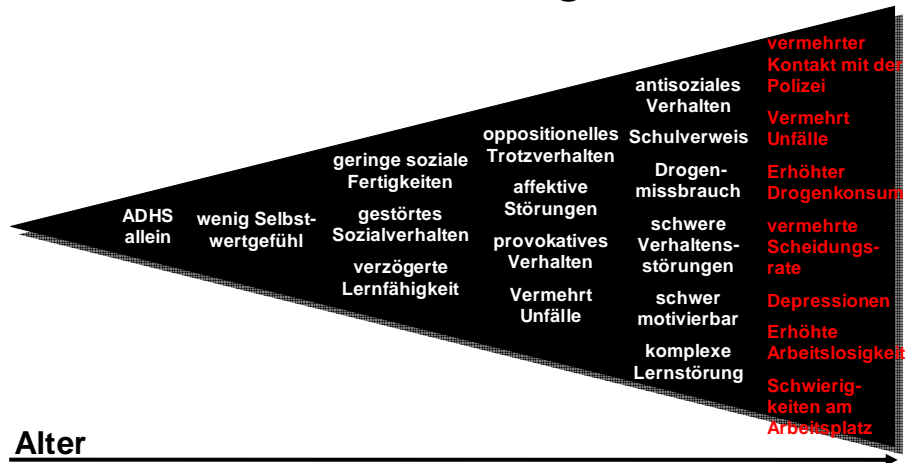 ADHS
allein
wenig Selbst-
wertgefühl
geringe soziale
Fertigkeiten
gestörtes
Sozialverhalten
verzögerte
Lernfähigkeit
oppositionelles
Trotzverhalten
affektive
Störungen
provokatives
Verhalten
Vermehrt
Unfälle
antisoziales
Verhalten
Schulverweis
Drogen-
missbrauch
schwere
Verhaltens-
störungen
schwer
motivierbar
komplexe
Lernstörung
vermehrter
Kontakt mit der
Polizei
Vermehrt
Unfälle
Erhöhter
Drogenkonsum
vermehrte
Scheidungs-
rate
Depressionen
Erhöhte
Arbeitslosigkeit
Schwierig-
keiten am
Arbeitsplatz
Alter